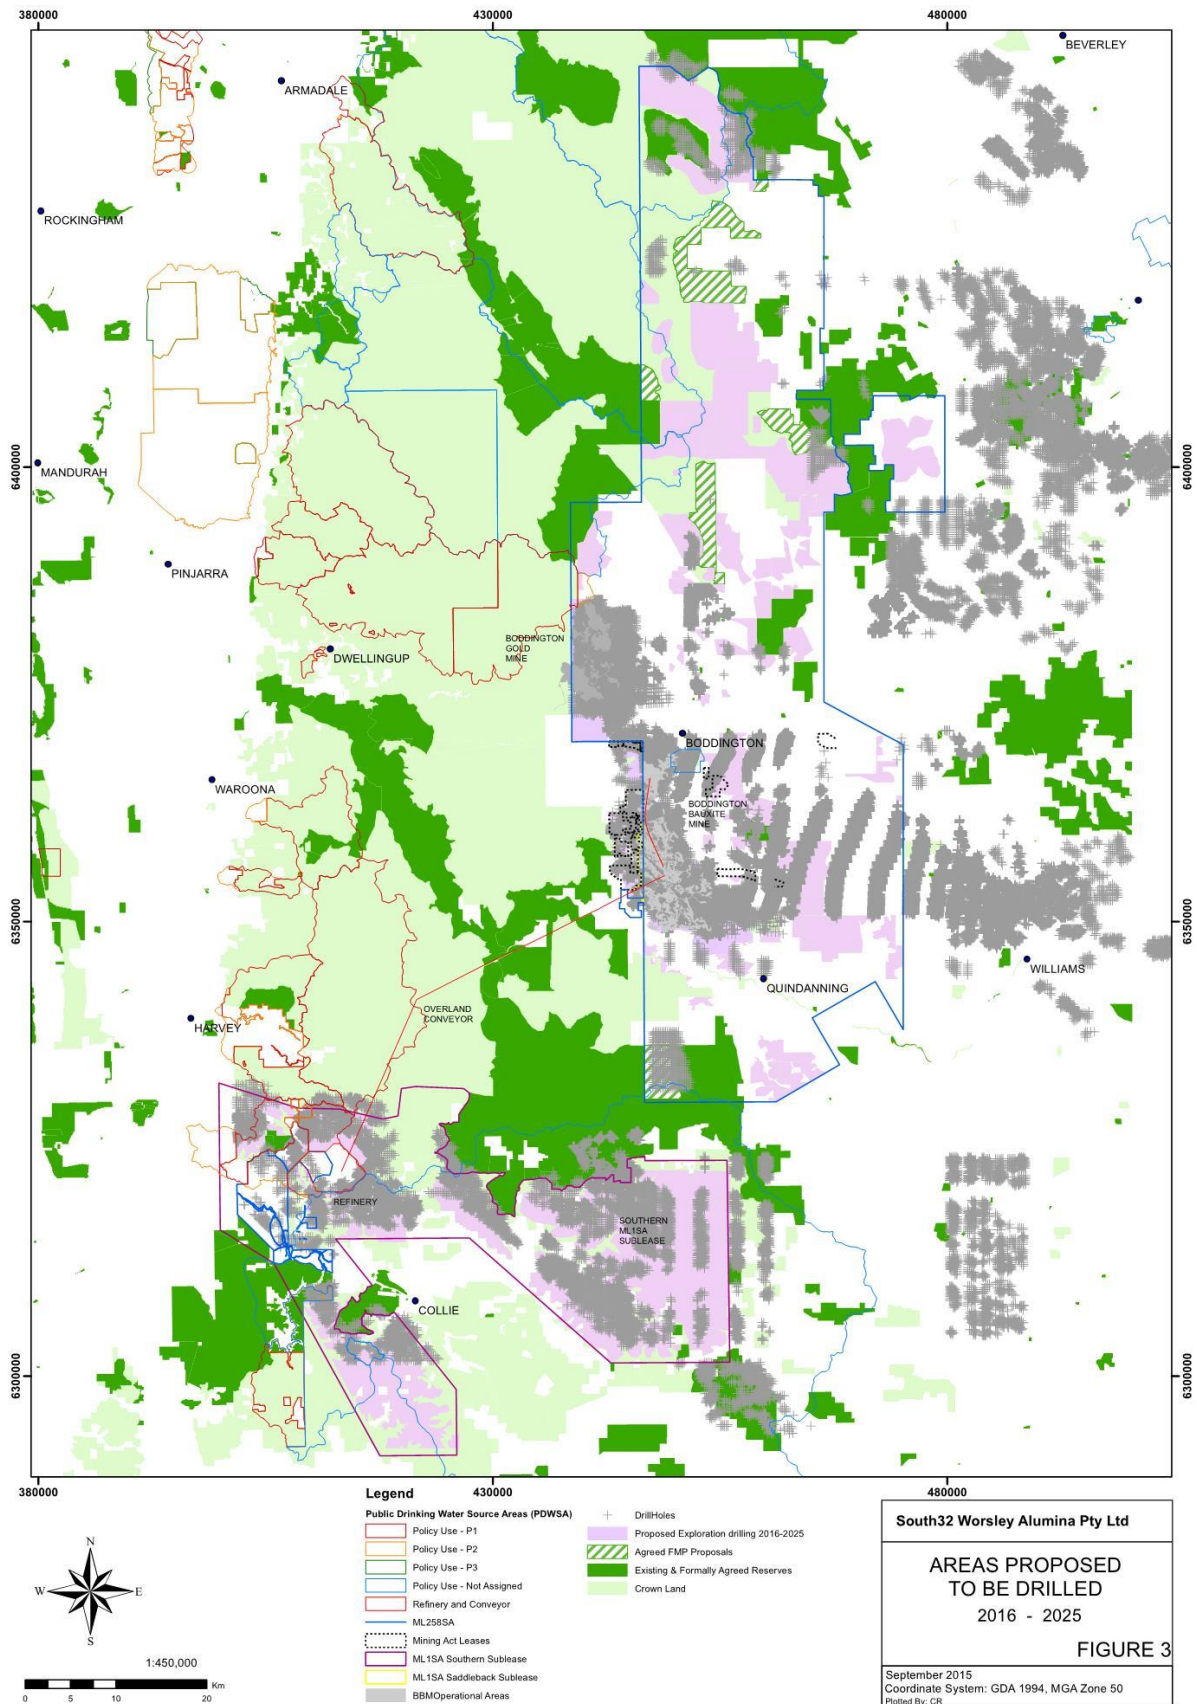 380000
430000
480000
BEVERLEY
ARMADALE
ROCKINGHAM
6400000
MANDURAH
6400000
PINJARRA
BODDINGTON
GOLD
MINE
DWELLINGUP
BODDINGTON
WAROONA
BODDINGTON
BAUXITE
MINE
6350000
6350000
WILLIAMS
QUINDANNING
OVERLAND
CONVEYOR
HARVEY
REFINERY
SOUTHERN
ML1SA
SUBLEASE
COLLIE
6300000
6300000
380000
430000
480000
Legend
Public Drinking Water Source Areas (PDWSA)
Policy Use - P1
Policy Use - P2
Policy Use - P3
Policy Use - Not Assigned
Refinery and Conveyor
ML258SA
Mining Act Leases
ML1SA Southern Sublease
ML1SA Saddleback Sublease
BBMOperational Areas
DrillHoles
Proposed Exploration drilling 2016-2025
Agreed FMP Proposals
Existing & Formally Agreed Reserves
Crown Land
N
W E
S
1:450,000
Km
0 5 10 20
South32 Worsley Alumina Pty Ltd
AREAS PROPOSED
TO BE DRILLED
2016 - 2025
FIGURE 3
September 2015
Coordinate System: GDA 1994, MGA Zone 50
Plotted By: CR